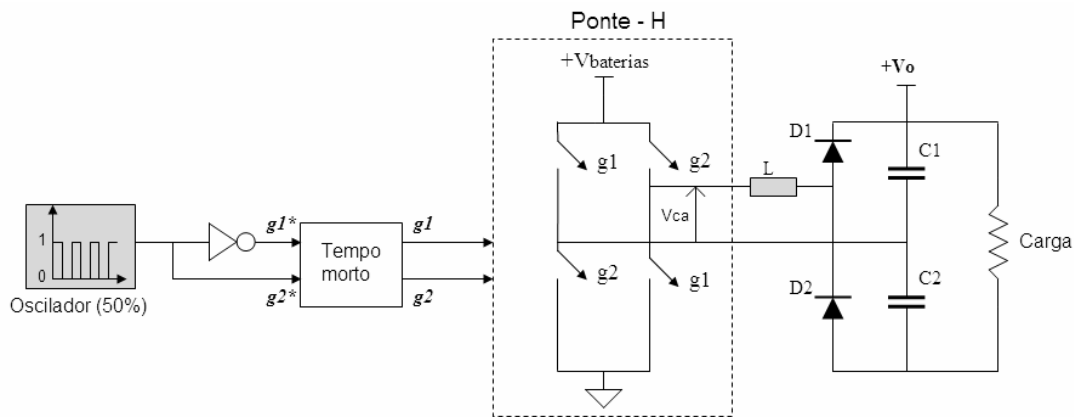 Ponte - H
+Vbaterias
+Vo
D1
C1
g1
g2
L
Vca
g1*
g1
1
0
Tempo
morto
Carga
g2
g1
D2
C2
g2*
g2
Oscilador (50%)